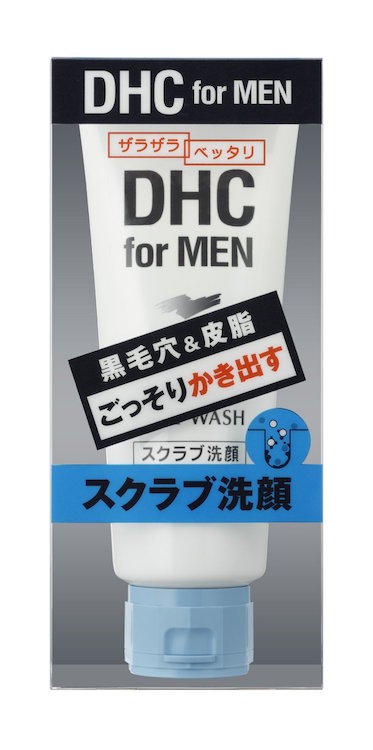 DHC for MEN
ザラザラ
ベッタリ
DHC
for MEN
黒毛穴&皮脂
ごっそりかき出す
WASH
スクラブ洗顔
スクラブ洗顔